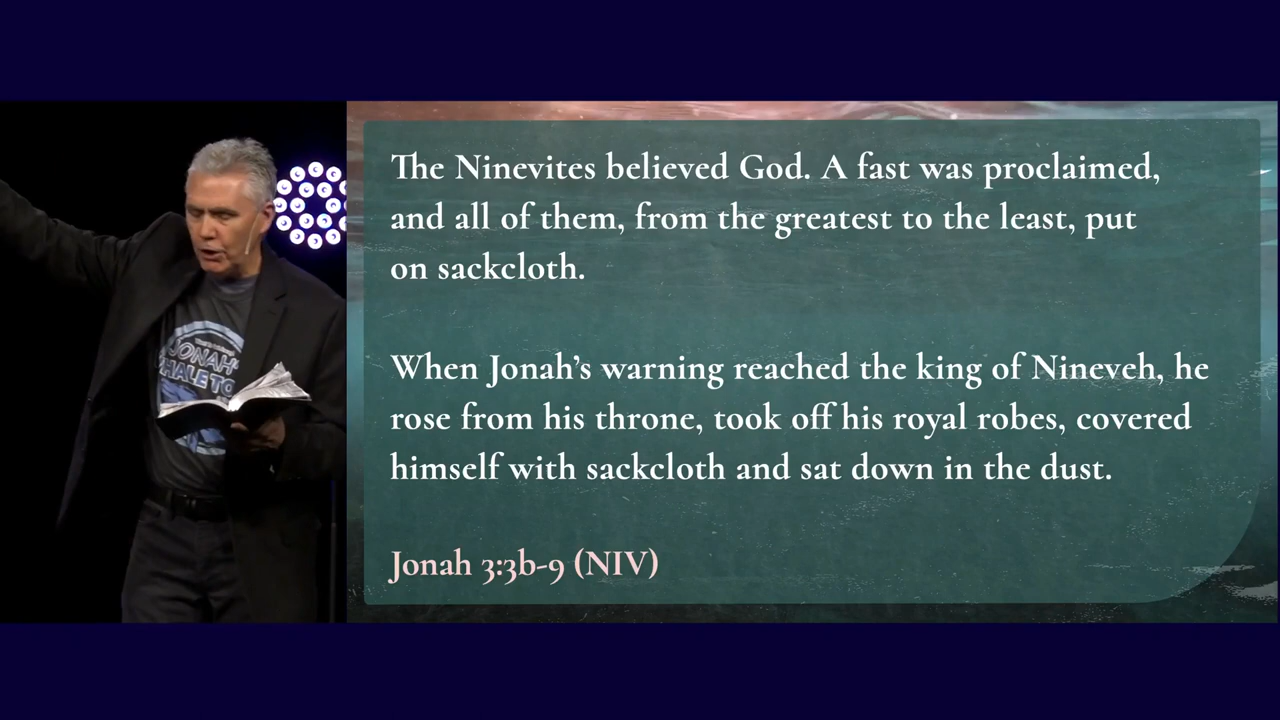 The Ninevites believed God. A fast was proclaimed,
and all of them, from the greatest to the least, put
on sackcloth.
When Jonah’s warning reached the king of Nineveh, he
rose from his throne, took off his royal robes, covered
himself with sackcloth and sat down in the dust.
Jonah 3:3b-9 (NIV)
JONAH'